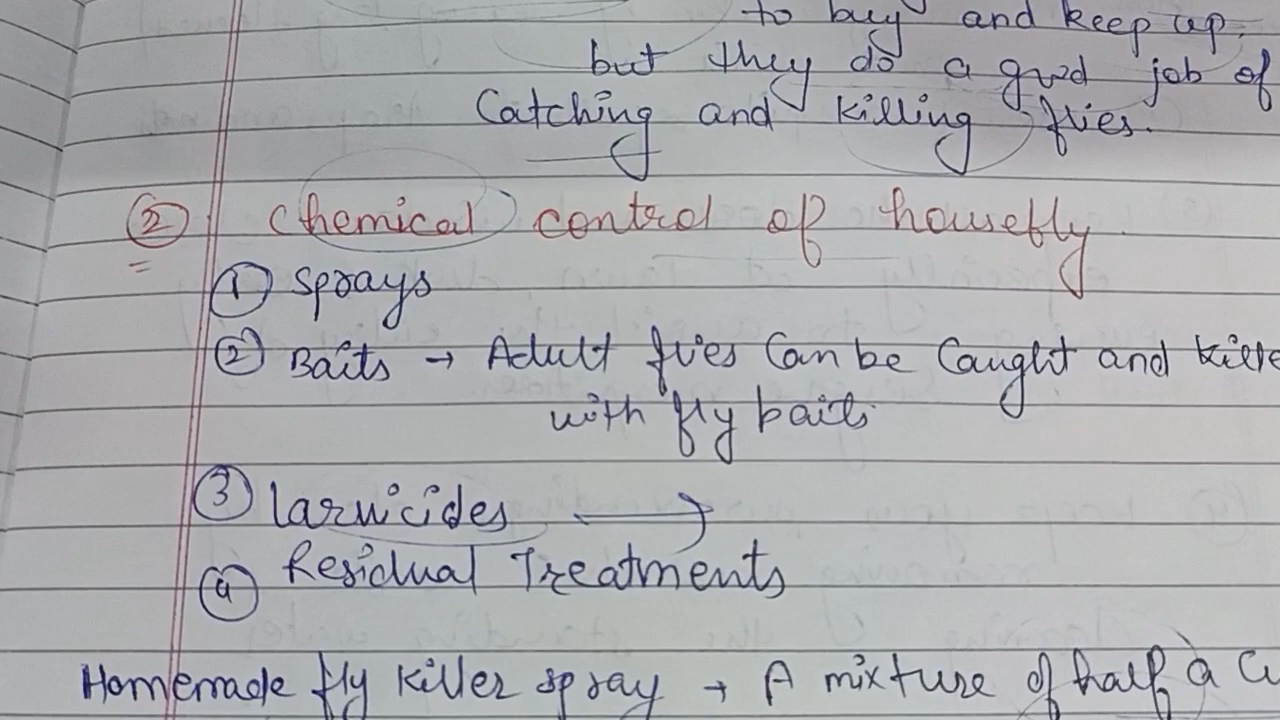 to buy and keep up.
but they do a good job of
Catching and killing flies.
② Chemical control of housefly.
① sprays
② Baits → Adult flies Can be Caught and kille
with fly baits.
③ larvicides →
④ Residual Treatments
Homemade fly killer spray → A mixture of half a Cu